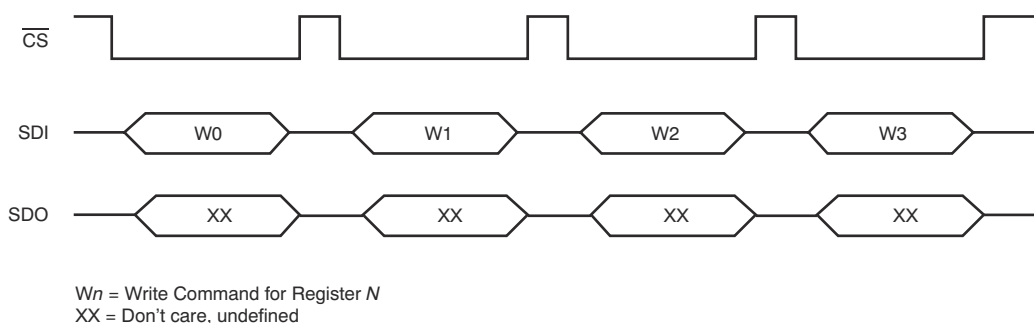 CS
SDI W0 W1 W2 W3
SDO XX XX XX XX
Wn = Write Command for Register N
XX = Don't care, undefined